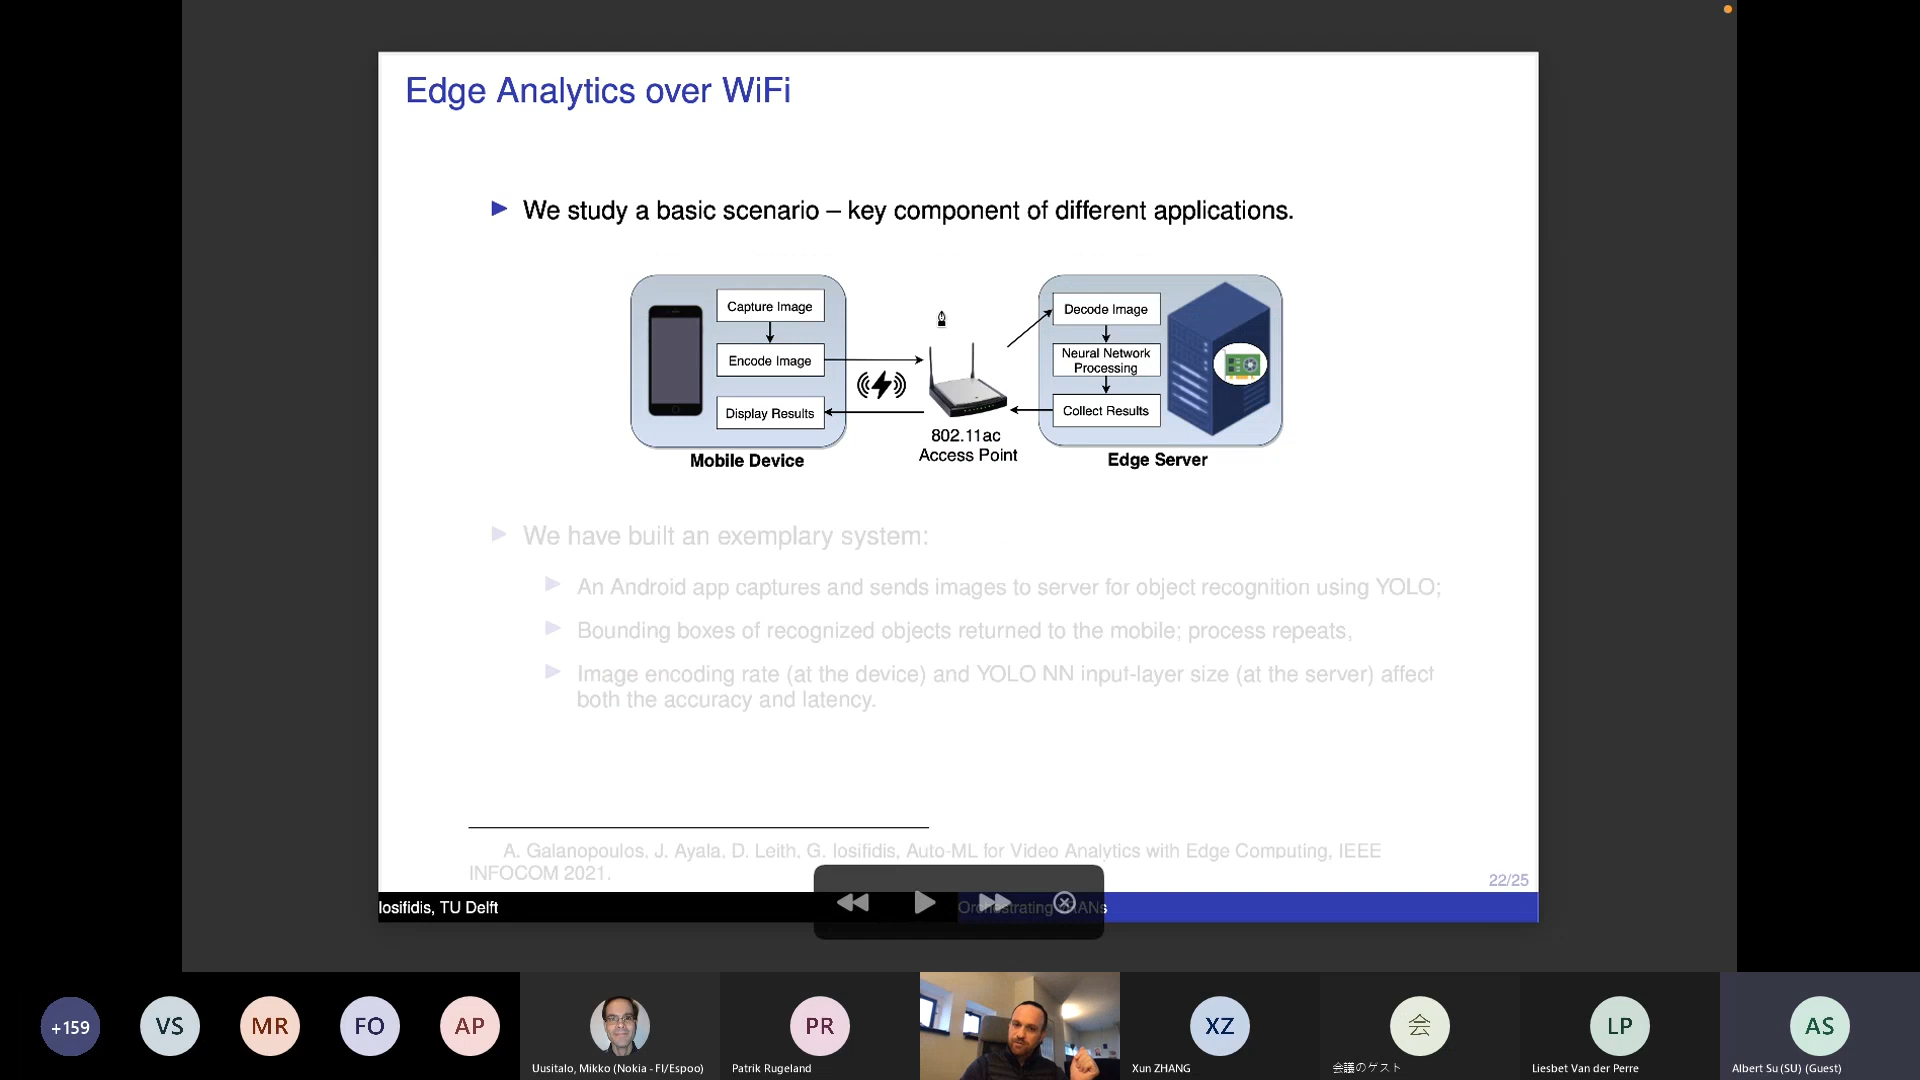 Edge Analytics over WiFi
We study a basic scenario – key component of different applications.
Capture Image
Encode Image
Display Results
Mobile Device
802.11ac
Access Point
Decode Image
Neural Network
Processing
Collect Results
Edge Server
We have built an exemplary system:
An Android app captures and sends images to server for object recognition using YOLO;
Bounding boxes of recognized objects returned to the mobile; process repeats,
Image encoding rate (at the device) and YOLO NN input-layer size (at the server) affect
both the accuracy and latency.
A. Galanopoulos, J. Ayala, D. Leith, G. Iosifidis, Auto-ML for Video Analytics with Edge Computing, IEEE
INFOCOM 2021.
22/25
Iosifidis, TU Delft
Orchestrating
+159
VS
MR
FO
AP
Uusitalo, Mikko (Nokia - FI/Espoo)
PR
Patrik Rugeland
XZ
Xun ZHANG
会
会議のゲスト
LP
Liesbet Van der Perre
AS
Albert Su (SU) (Guest)